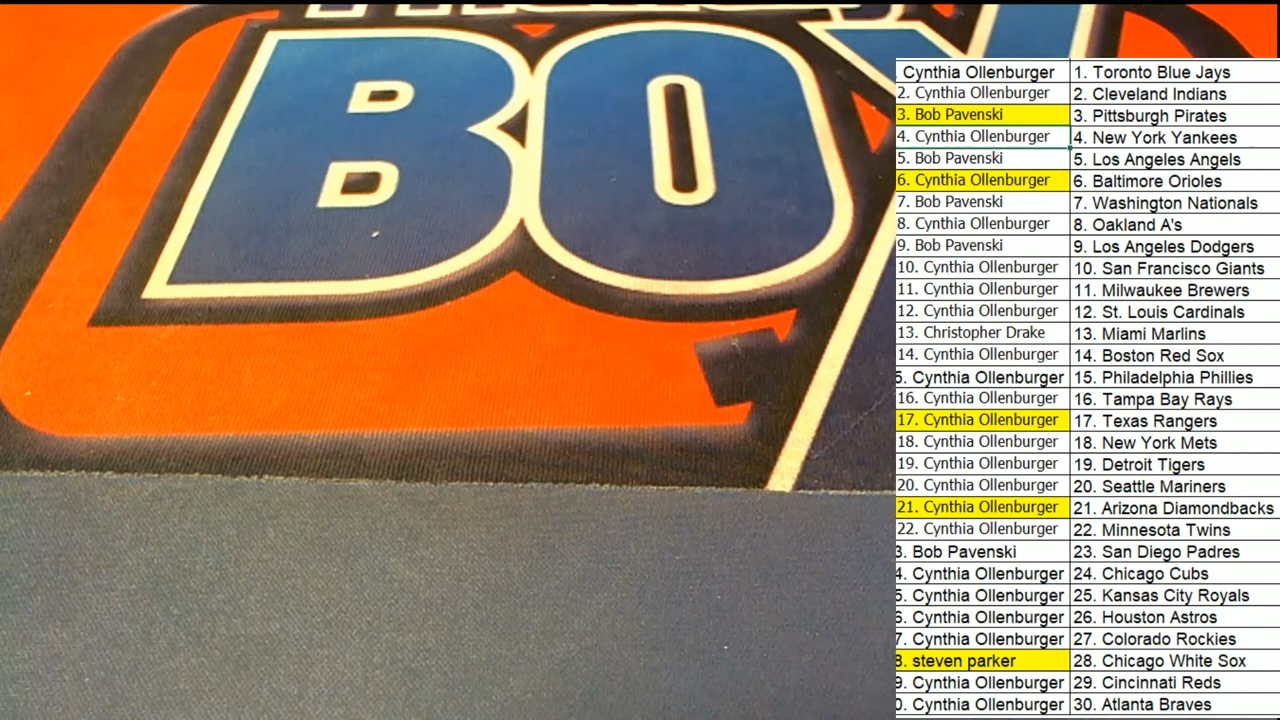 BO
. Cynthia Ollenburger 1. Toronto Blue Jays
2. Cynthia Ollenburger 2. Cleveland Indians
3. Bob Pavenski 3. Pittsburgh Pirates
4. Cynthia Ollenburger 4. New York Yankees
5. Bob Pavenski 5. Los Angeles Angels
6. Cynthia Ollenburger 6. Baltimore Orioles
7. Bob Pavenski 7. Washington Nationals
8. Cynthia Ollenburger 8. Oakland A's
9. Bob Pavenski 9. Los Angeles Dodgers
10. Cynthia Ollenburger 10. San Francisco Giants
11. Cynthia Ollenburger 11. Milwaukee Brewers
12. Cynthia Ollenburger 12. St. Louis Cardinals
13. Christopher Drake 13. Miami Marlins
14. Cynthia Ollenburger 14. Boston Red Sox
5. Cynthia Ollenburger 15. Philadelphia Phillies
16. Cynthia Ollenburger 16. Tampa Bay Rays
17. Cynthia Ollenburger 17. Texas Rangers
18. Cynthia Ollenburger 18. New York Mets
19. Cynthia Ollenburger 19. Detroit Tigers
20. Cynthia Ollenburger 20. Seattle Mariners
21. Cynthia Ollenburger 21. Arizona Diamondbacks
22. Cynthia Ollenburger 22. Minnesota Twins
3. Bob Pavenski 23. San Diego Padres
4. Cynthia Ollenburger 24. Chicago Cubs
5. Cynthia Ollenburger 25. Kansas City Royals
6. Cynthia Ollenburger 26. Houston Astros
7. Cynthia Ollenburger 27. Colorado Rockies
8. steven parker 28. Chicago White Sox
9. Cynthia Ollenburger 29. Cincinnati Reds
0. Cynthia Ollenburger 30. Atlanta Braves